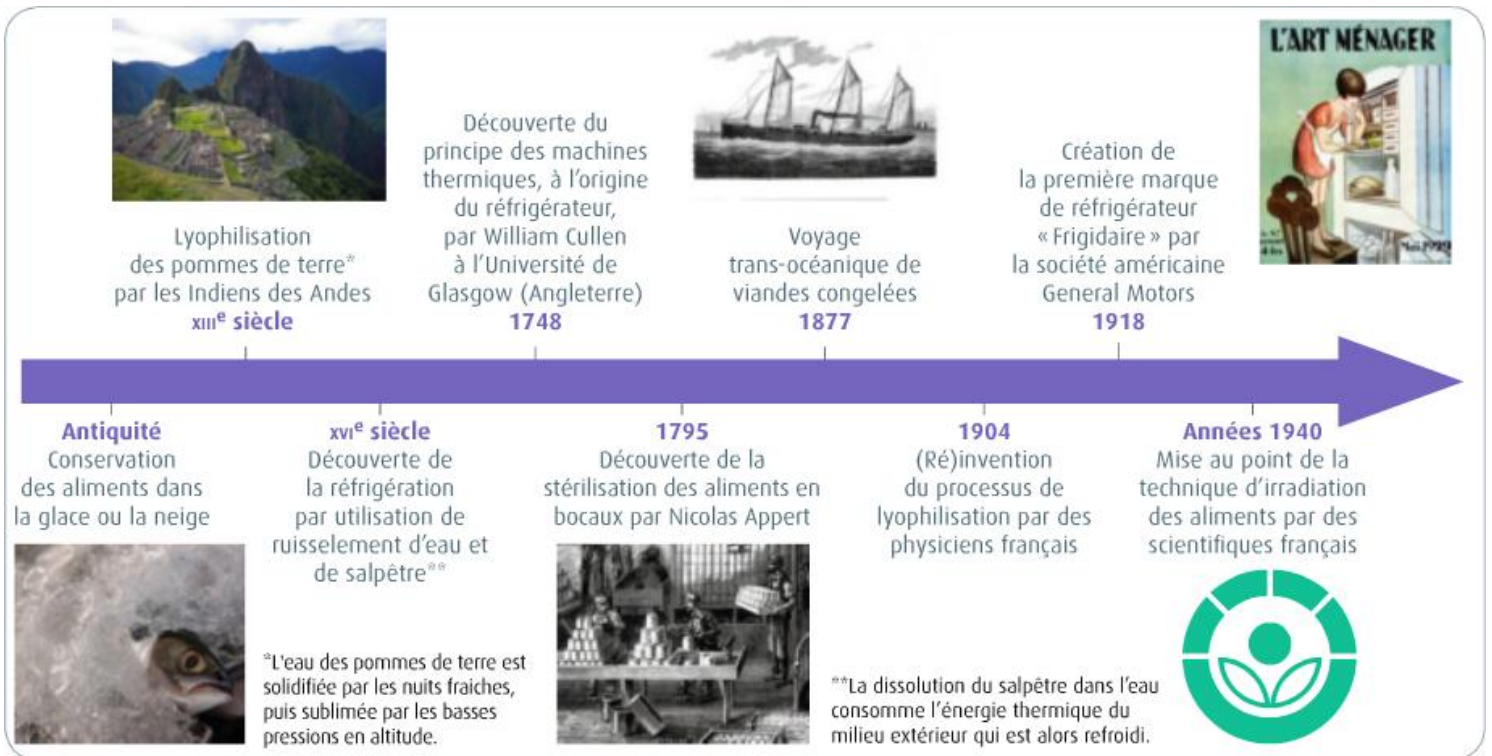 Lyophilisation
des pommes de terre*
par les Indiens des Andes
XIIIe siècle
Découverte du
principe des machines
thermiques, à l'origine
du réfrigérateur,
par William Cullen
à l'Université de
Glasgow (Angleterre)
1748
Voyage
trans-océanique de
viandes congelées
1877
Création de
la première marque
de réfrigérateur
« Frigidaire » par
la société américaine
General Motors
1918
L'ART MÉNAGER
Mai 1929
Antiquité
Conservation
des aliments dans
la glace ou la neige
XVIe siècle
Découverte de
la réfrigération
par utilisation de
ruisselement d'eau et
de salpêtre**
1795
Découverte de la
stérilisation des aliments en
bocaux par Nicolas Appert
1904
(Ré)invention
du processus de
lyophilisation par des
physiciens français
Années 1940
Mise au point de la
technique d'irradiation
des aliments par des
scientifiques français
*L'eau des pommes de terre est
solidifiée par les nuits fraiches,
puis sublimée par les basses
pressions en altitude.
**La dissolution du salpêtre dans l'eau
consomme l'énergie thermique du
milieu extérieur qui est alors refroidi.